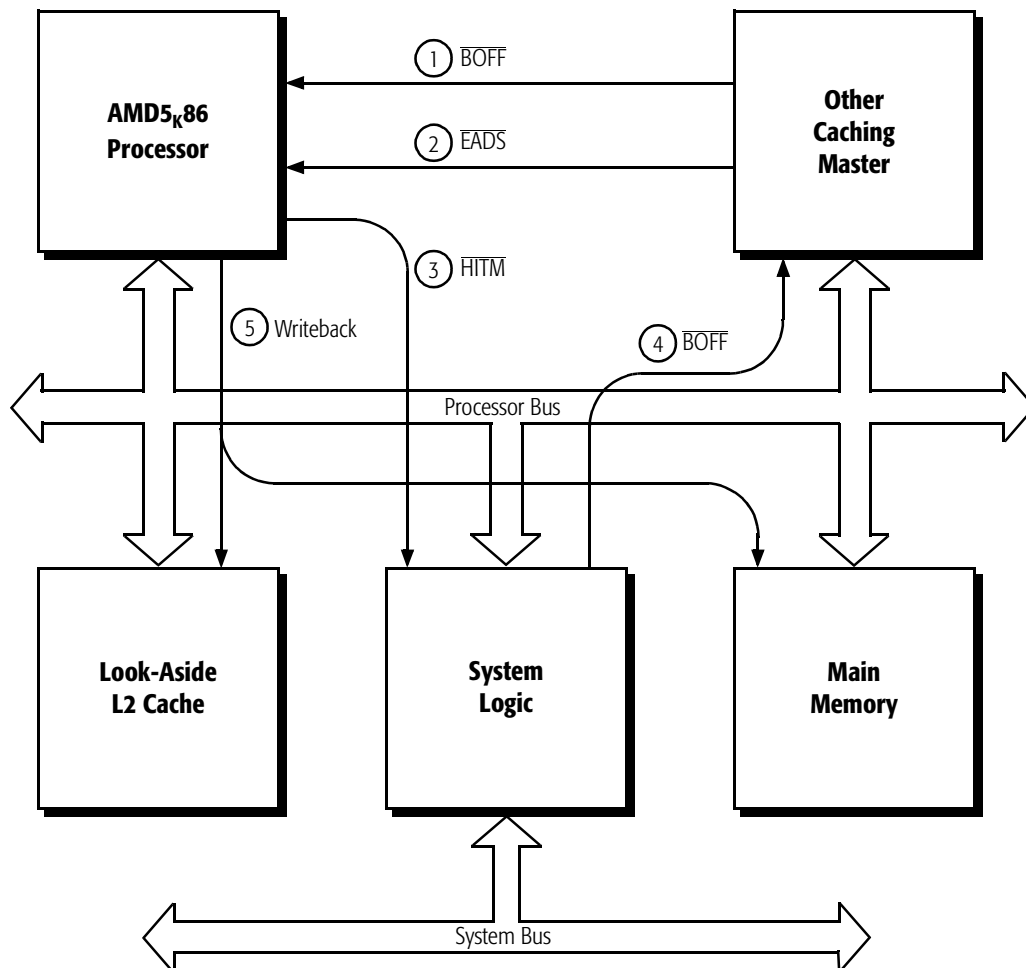 AMD5K86
Processor
1 BOFF
2 EADS
Other
Caching
Master
3 HITM
5 Writeback
4 BOFF
Processor Bus
Look-Aside
L2 Cache
System
Logic
Main
Memory
System Bus